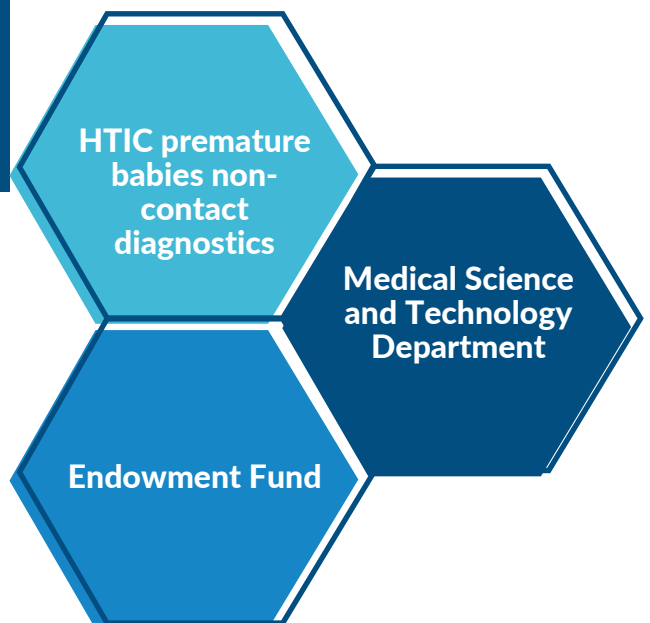 HTIC premature
babies non-
contact
diagnostics
Medical Science
and Technology
Department
Endowment Fund